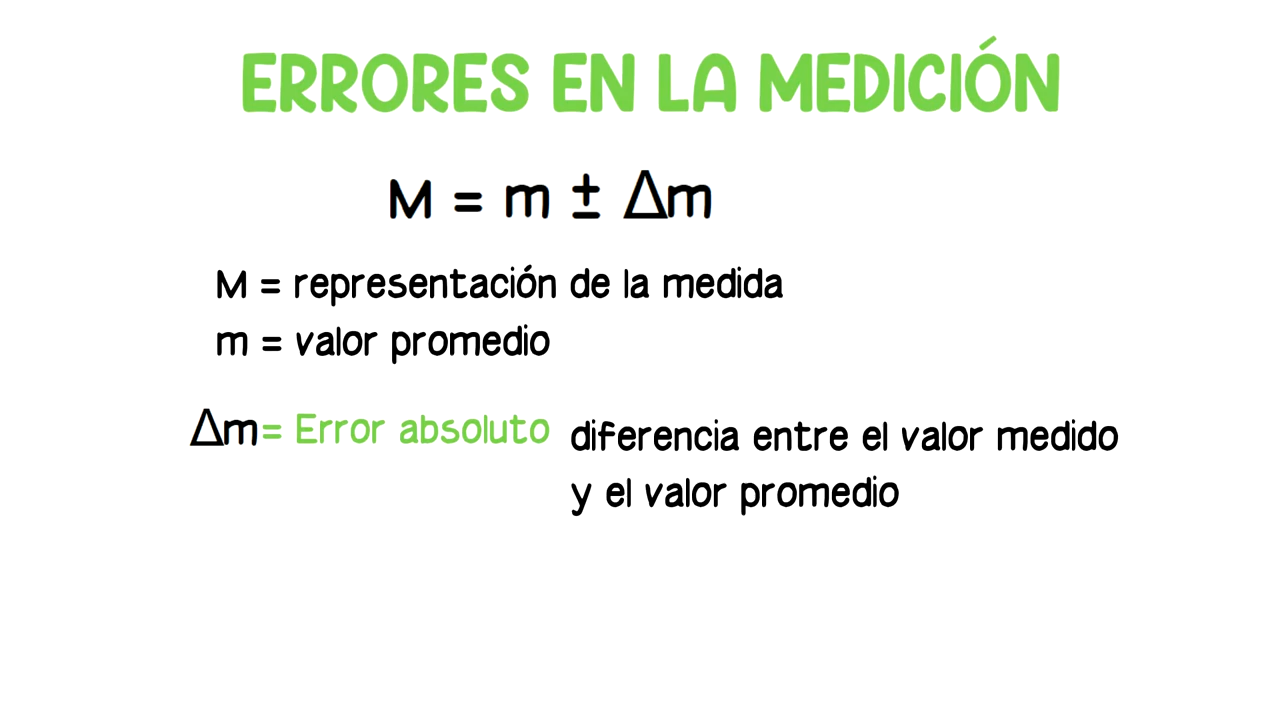 ERRORES EN LA MEDICIÓN
M = m ± Δm
M = representación de la medida
m = valor promedio
Δm= Error absoluto diferencia entre el valor medido
y el valor promedio